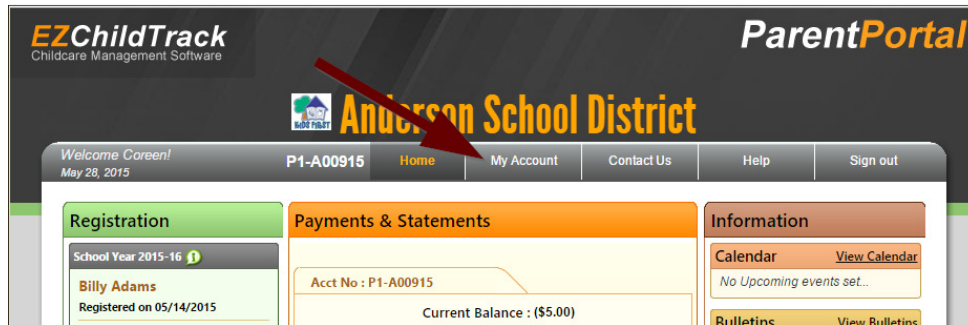 EZChildTrack
Childcare Management Software
ParentPortal
KIDS FIRST
Anderson School District
Welcome Coreen!
May 28, 2015
P1-A00915 Home My Account Contact Us Help Sign out
Registration
School Year 2015-16
Billy Adams
Registered on 05/14/2015
Payments & Statements
Acct No : P1-A00915
Current Balance : ($5.00)
Information
Calendar View Calendar
No Upcoming events set...
Bulletins View Bulletins